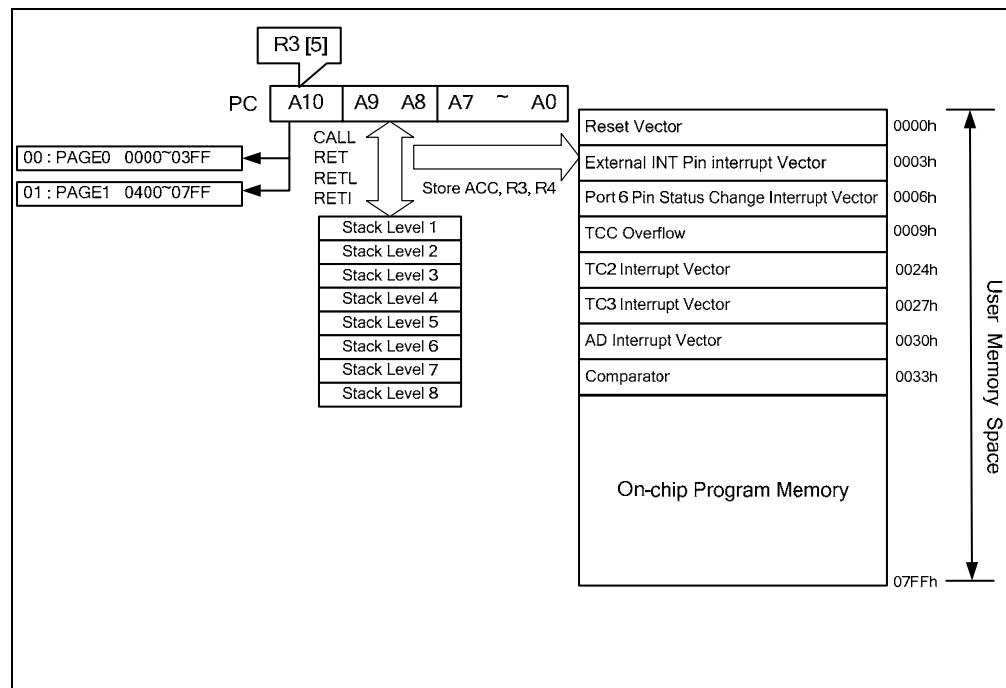 R3 [5]
PC A10 A9 A8 A7 ~ A0
00 : PAGE0 0000~03FF
01 : PAGE1 0400~07FF
CALL
RET
RETL
RETI
Store ACC, R3, R4
Stack Level 1
Stack Level 2
Stack Level 3
Stack Level 4
Stack Level 5
Stack Level 6
Stack Level 7
Stack Level 8
Reset Vector 0000h
External INT Pin interrupt Vector 0003h
Port 6 Pin Status Change Interrupt Vector 0006h
TCC Overflow 0009h
TC2 Interrupt Vector 0024h
TC3 Interrupt Vector 0027h
AD Interrupt Vector 0030h
Comparator 0033h
On-chip Program Memory
07FFh
User Memory Space